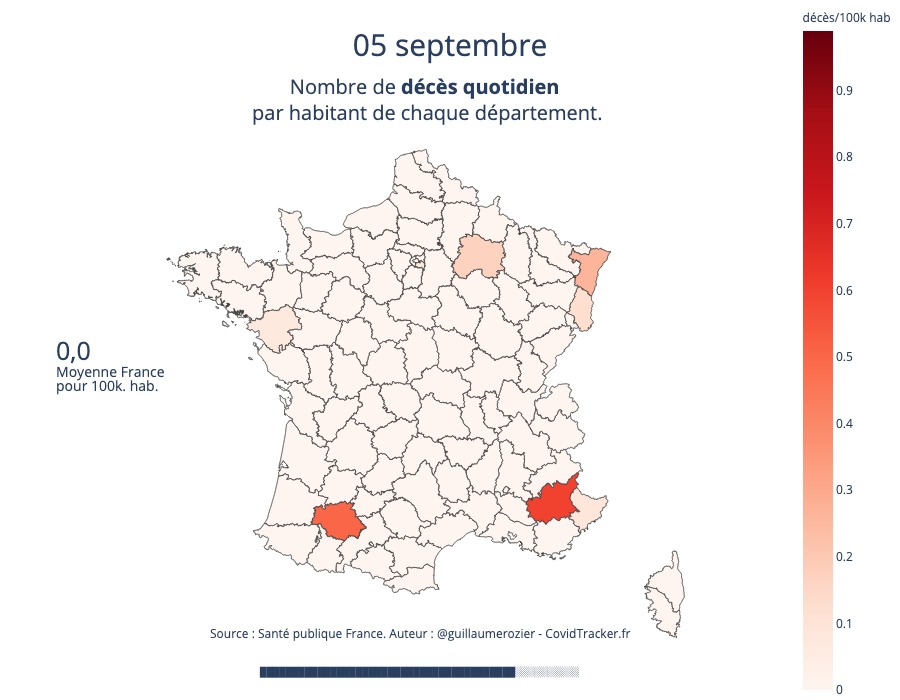 décès/100k hab
05 septembre
Nombre de décès quotidien
par habitant de chaque département.
0.9
0.8
0.7
0.6
0.5
0.4
0.3
0.2
0.1
0
0,0
Moyenne France
pour 100k. hab.
Source : Santé publique France. Auteur : @guillaumerozier - CovidTracker.fr